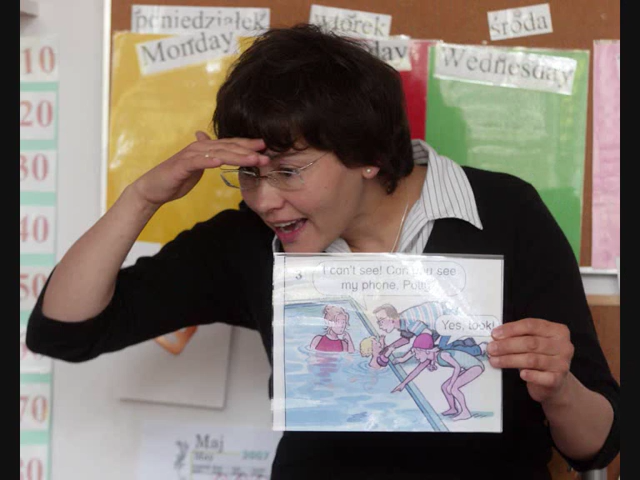 poniedziałek
wtorek
środa
Monday
Wednesday
10
20
30
40
50
70
80
3
I can't see! Can you see
my phone,
Yes, look!
Maj
2007